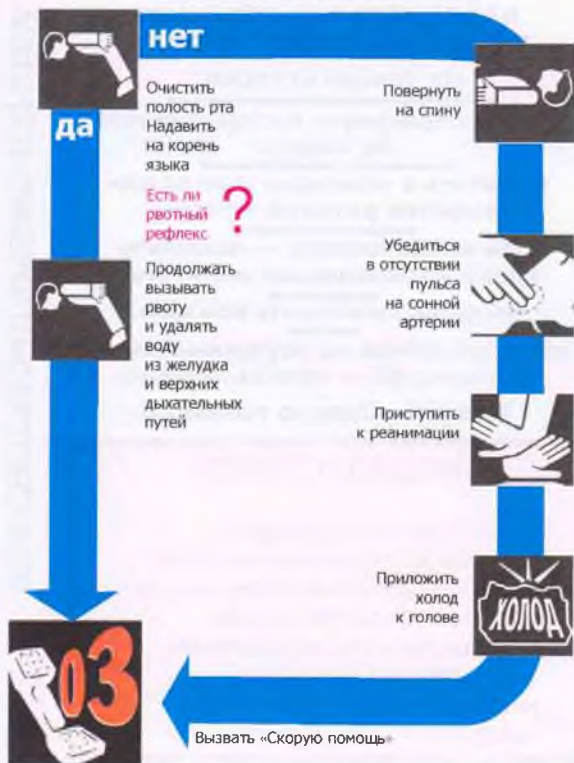 нет
да
Очистить
полость рта
Надавить
на корень
языка
Есть ли
рвотный
рефлекс
?
Продолжать
вызывать
рвоту
и удалять
воду
из желудка
и верхних
дыхательных
путей
Повернуть
на спину
Убедиться
в отсутствии
пульса
на сонной
артерии
Приступить
к реанимации
Приложить
холод
к голове
ХОЛОД
03
Вызвать «Скорую помощь»